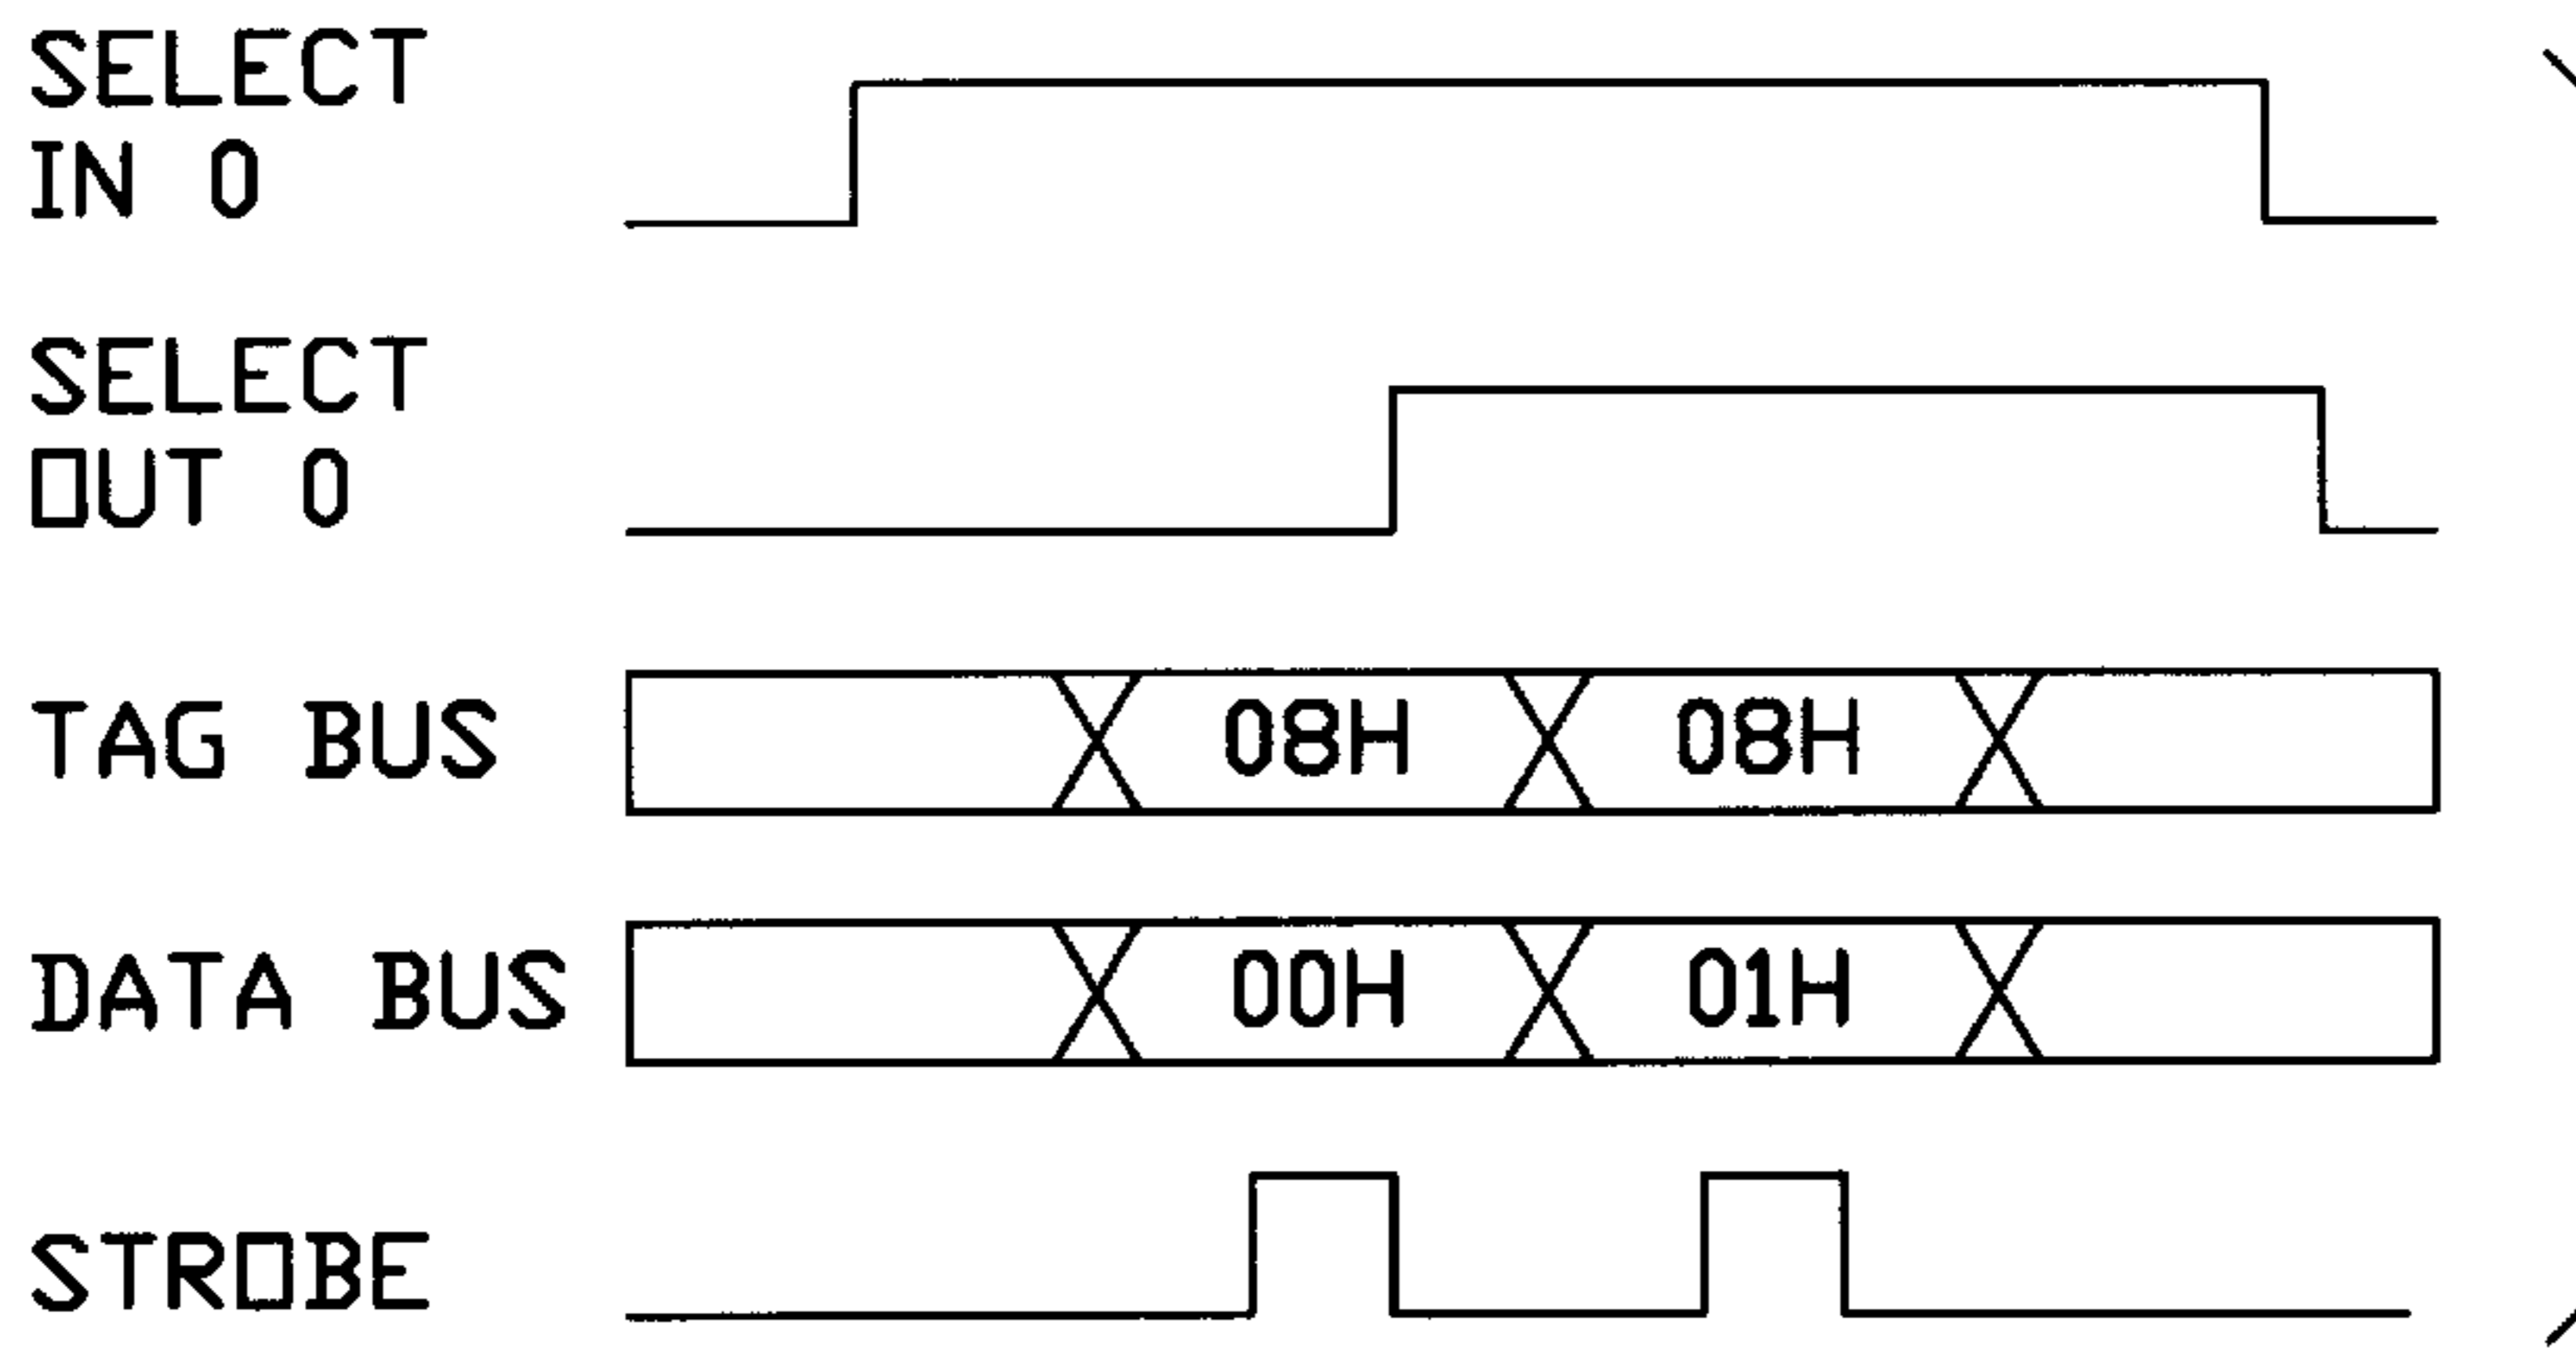 SELECT
IN 0
SELECT
OUT 0
TAG BUS
08H 08H
DATA BUS
00H 01H
STROBE